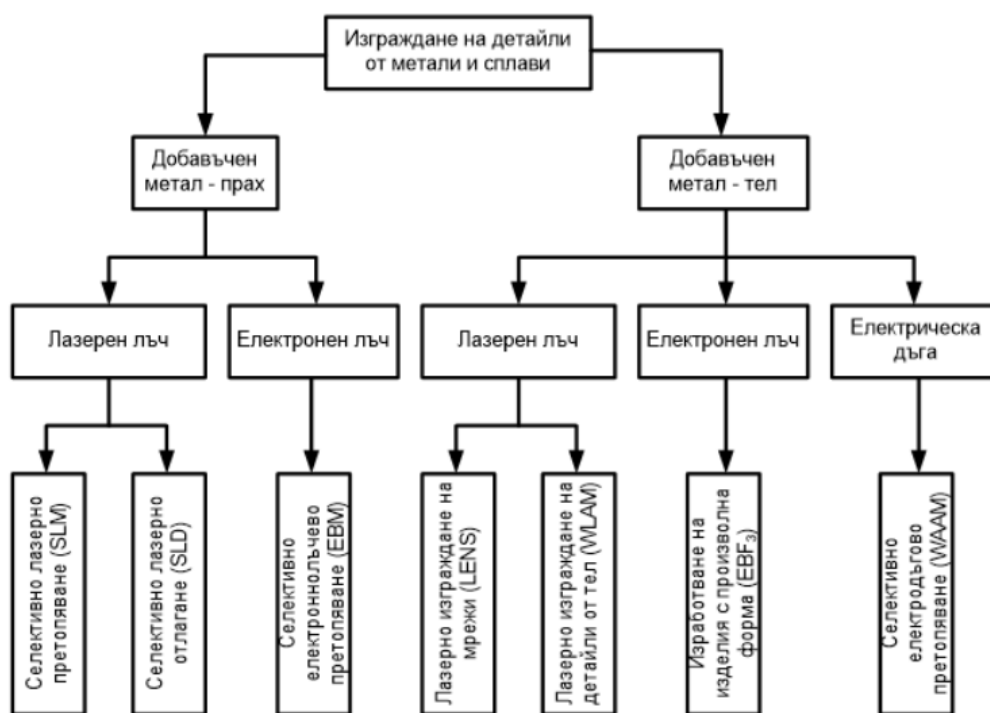 Изграждане на детайли
от метали и сплави
Добавъчен
метал - прах
Добавъчен
метал - тел
Лазерен лъч
Електронен лъч
Лазерен лъч
Електронен лъч
Електрическа
дъга
Селективно лазерно
претопяване (SLM)
Селективно лазерно
отлагане (SLD)
Селективно
електроннолъчево
претопяване (EBM)
Лазерно изграждане на
мрежи (LENS)
Лазерно изграждане на
детайли от тел (WLAM)
Изработване на
изделия с произволна
форма (EBF₃)
Селективно
електродъгово
претопяване (WAAM)